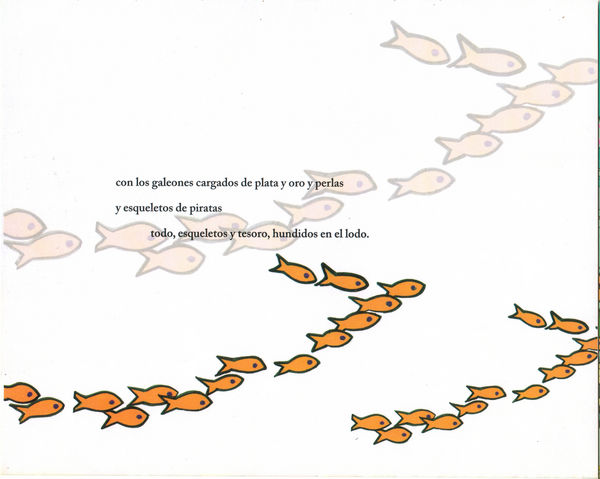 con los galeones cargados de plata y oro y perlas
y esqueletos de piratas
todo, esqueletos y tesoro, hundidos en el lodo.